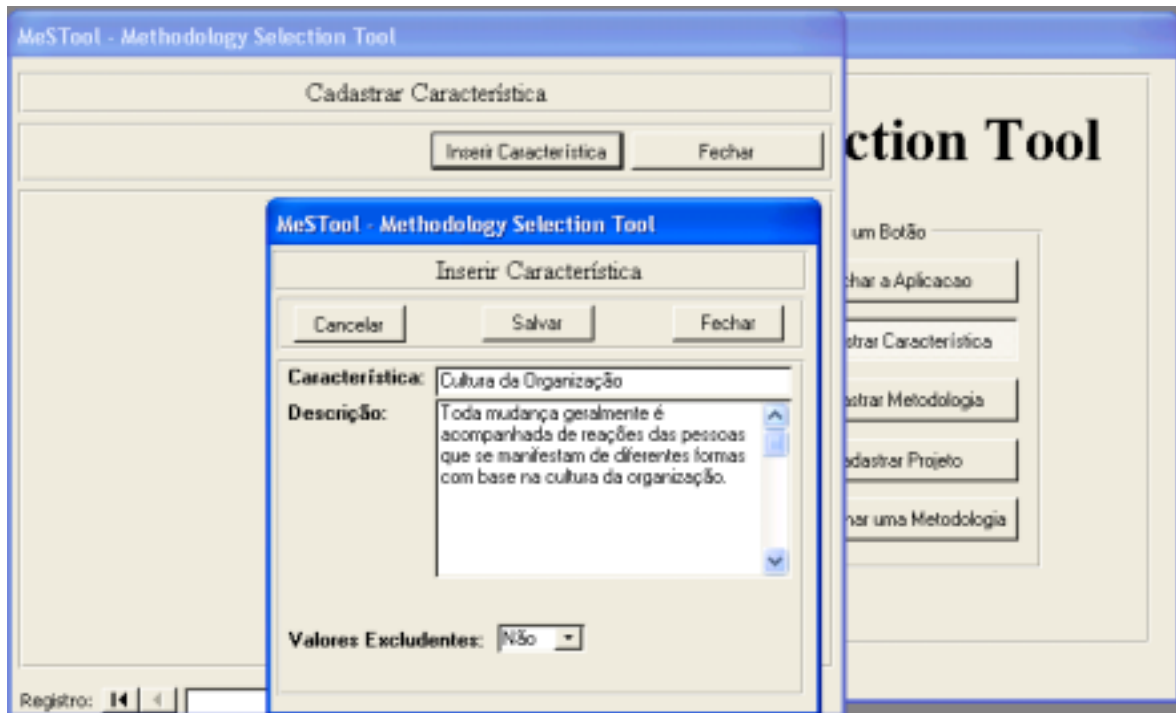 MeSTool - Methodology Selection Tool
Cadastrar Característica
Inserir Característica
Fechar
ction Tool
um Botão
char a Aplicacao
strar Característica
astrar Metodologia
adastrar Projeto
nar uma Metodologia
MeSTool - Methodology Selection Tool
Inserir Característica
Cancelar
Salvar
Fechar
Característica: Cultura da Organização
Descrição:
Toda mudança geralmente é
acompanhada de reações das pessoas
que se manifestam de diferentes formas
com base na cultura da organização.
Valores Excludentes: Não
Registro: